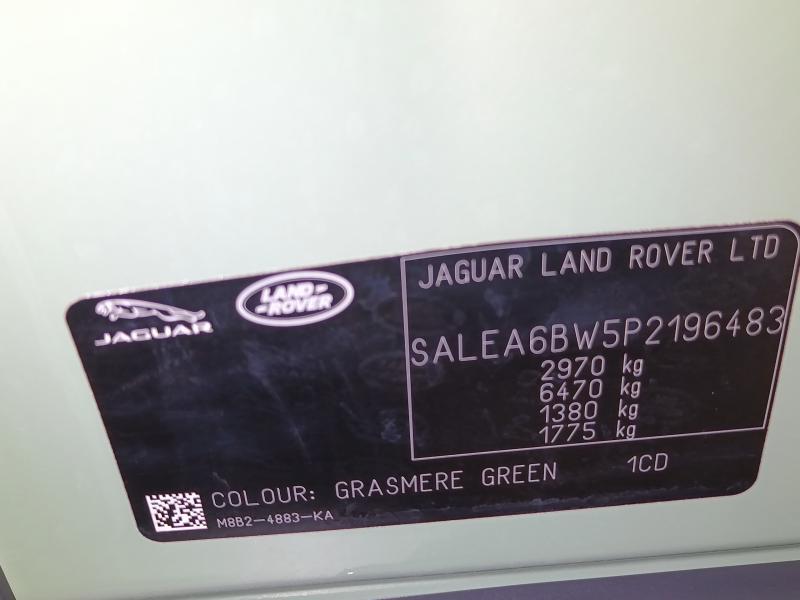 JAGUAR
LAND
ROVER
JAGUAR LAND ROVER LTD
SALEA6BW5P2196483
2970 kg
6470 kg
1380 kg
1775 kg
COLOUR: GRASMERE GREEN 1CD
M8B2-4883-KA